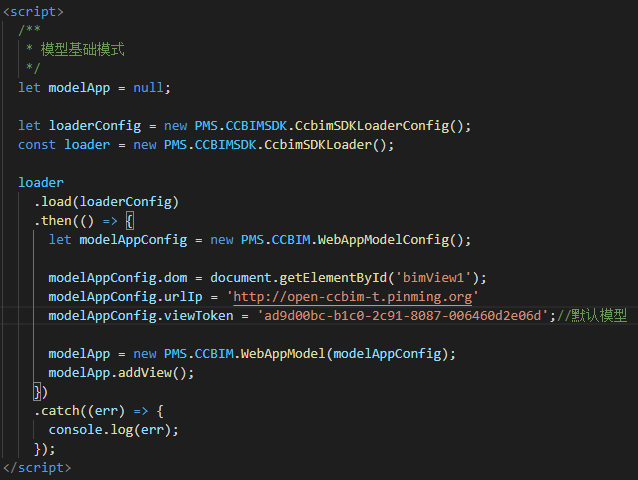 <script>
/**
* 模型基础模式
*/
let modelApp = null;
let loaderConfig = new PMS.CCBIMSDK.CcbimSDKLoaderConfig();
const loader = new PMS.CCBIMSDK.CcbimSDKLoader();
loader
.load(loaderConfig)
.then(() => {
let modelAppConfig = new PMS.CCBIM.WebAppModelConfig();
modelAppConfig.dom = document.getElementById('bimView1');
modelAppConfig.urlIp = 'http://open-ccbim-t.pinming.org'
modelAppConfig.viewToken = 'ad9d00bc-b1c0-2c91-8087-006460d2e06d';//默认模型
modelApp = new PMS.CCBIM.WebAppModel(modelAppConfig);
modelApp.addView();
})
.catch((err) => {
console.log(err);
});
</script>